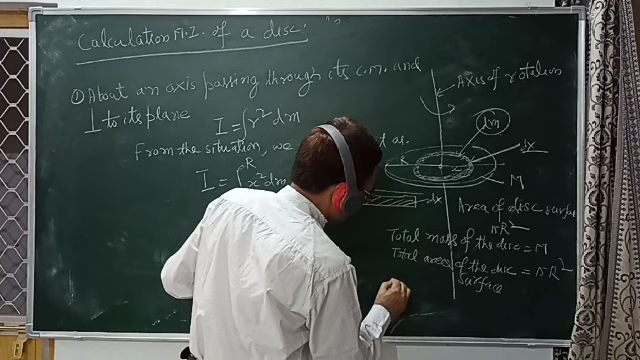 Calculation M.I. of a disc:
① About an axis passing through its C.M. and
⊥ to its plane
I = ∫ r² dm
From the situation, we as.
I = ∫ᴿ x² dm
Axis of rotation
dm
dx
M
dx
Area of disc surface
πR²
Total mass of the disc = M
Total area of the disc = πR²
surface